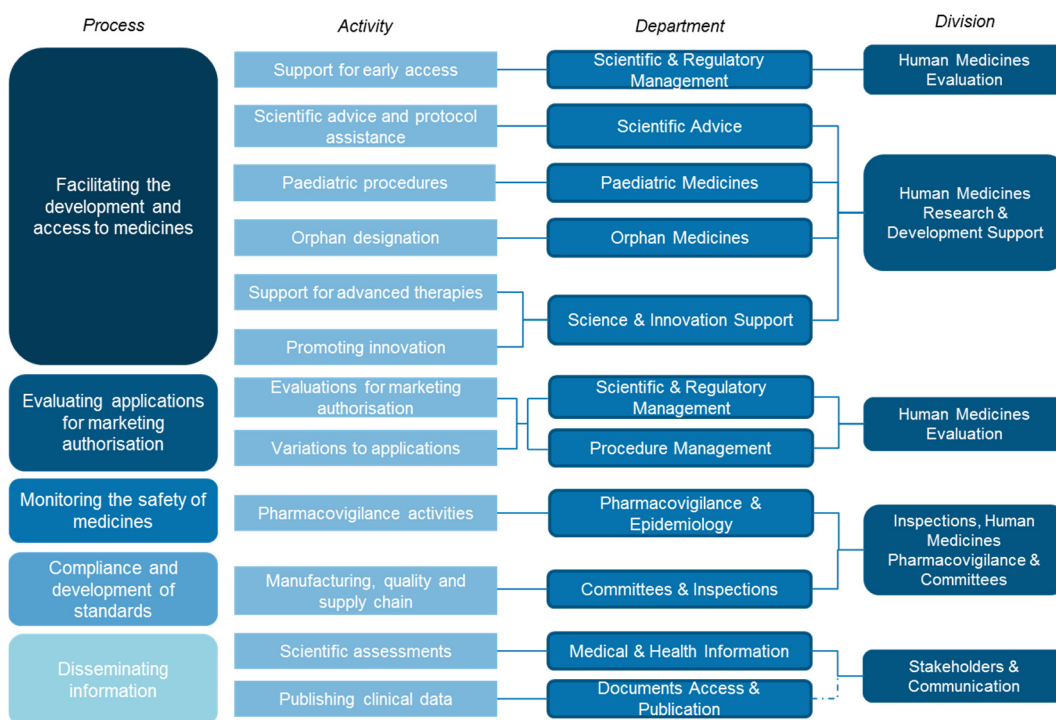 Process
Activity
Department
Division
Facilitating the
development and
access to medicines
Support for early access
Scientific & Regulatory
Management
Human Medicines
Evaluation
Scientific advice and protocol
assistance
Scientific Advice
Paediatric procedures
Paediatric Medicines
Orphan designation
Orphan Medicines
Support for advanced therapies
Promoting innovation
Science & Innovation Support
Human Medicines
Research &
Development Support
Evaluating applications
for marketing
authorisation
Evaluations for marketing
authorisation
Variations to applications
Scientific & Regulatory
Management
Procedure Management
Human Medicines
Evaluation
Monitoring the safety of
medicines
Pharmacovigilance activities
Pharmacovigilance &
Epidemiology
Compliance and
development of
standards
Manufacturing, quality and
supply chain
Committees & Inspections
Inspections, Human
Medicines
Pharmacovigilance &
Committees
Disseminating
information
Scientific assessments
Medical & Health Information
Publishing clinical data
Documents Access &
Publication
Stakeholders &
Communication